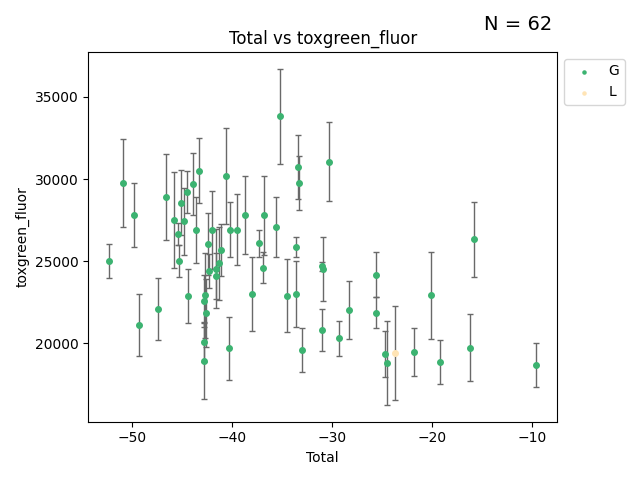 N = 62
Total vs toxgreen_fluor
G
L
35000
30000
25000
20000
toxgreen_fluor
−50
−40
−30
−20
−10
Total